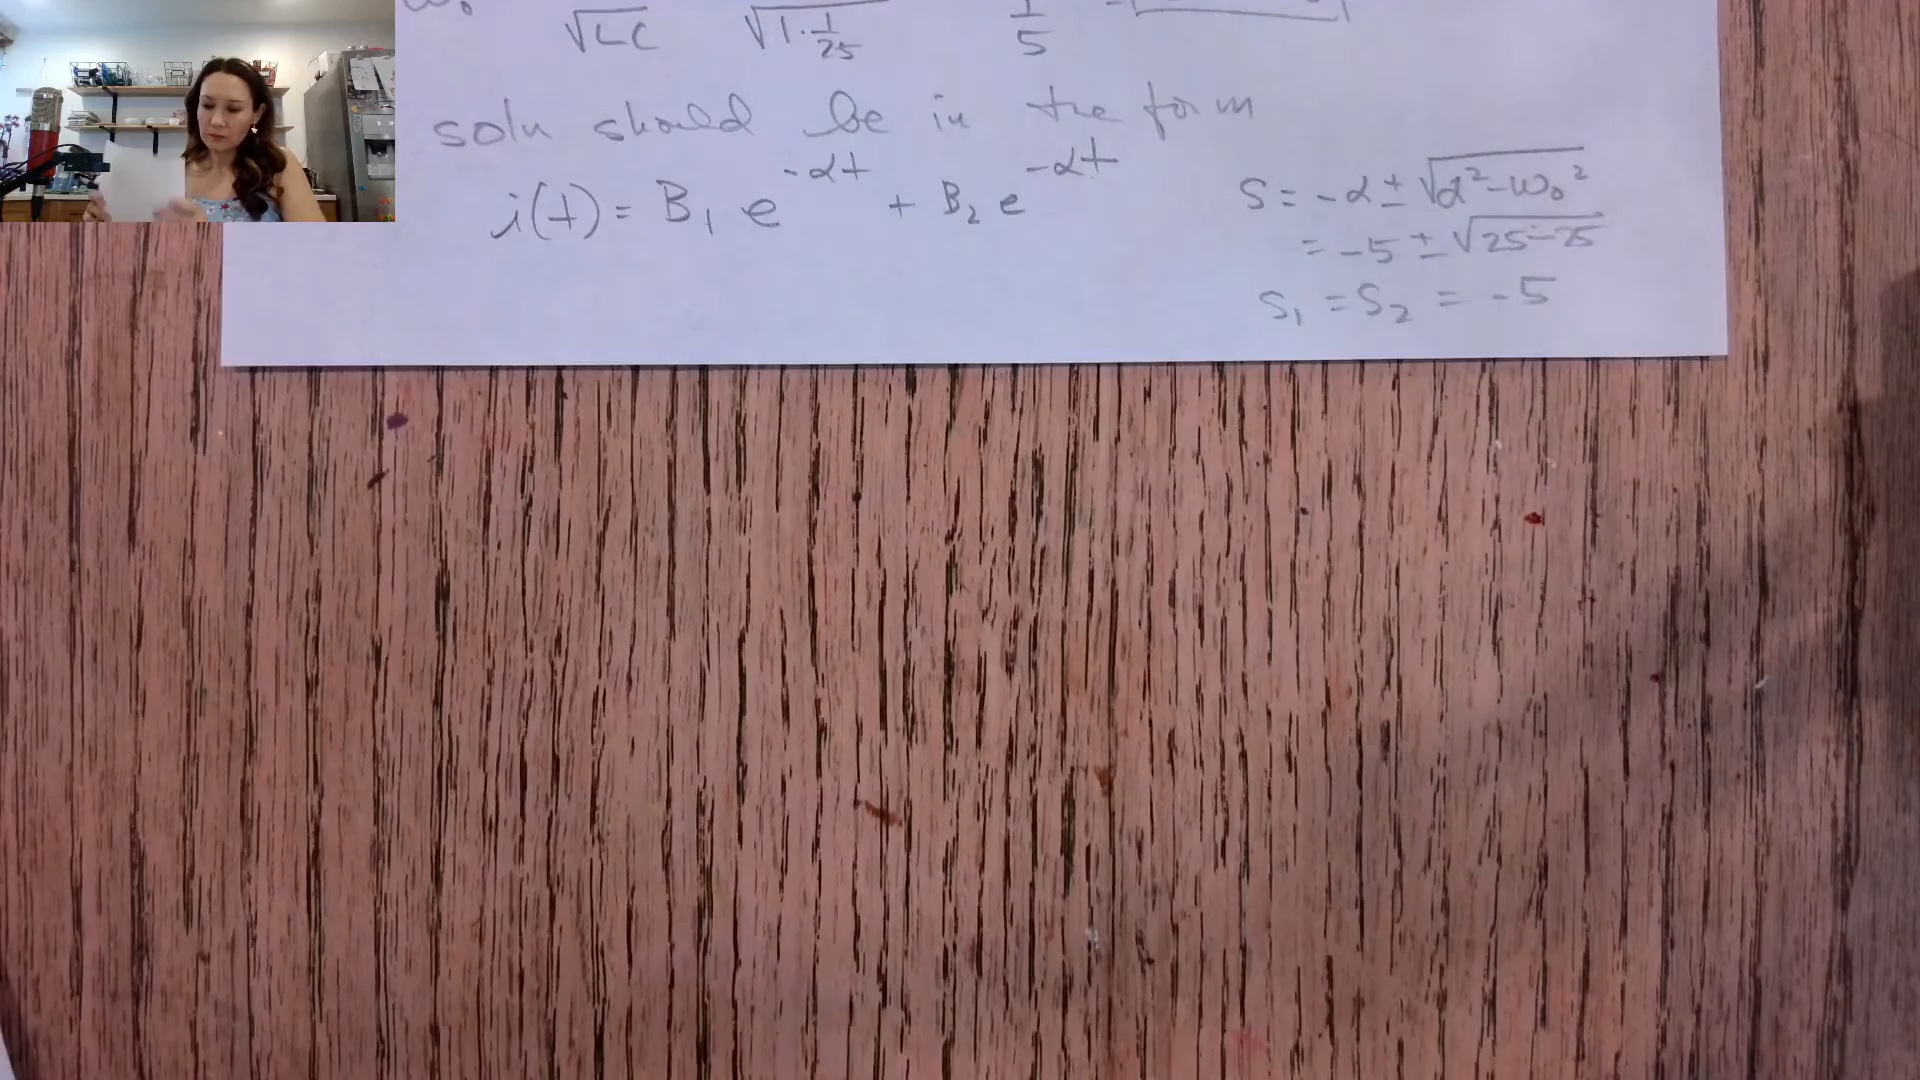 ω₀
√LC √1·1/25 1/5
soln should be in the form
i(t) = B₁ e^-αt + B₂ e^-αt
s = -α ± √α²-ω₀²
= -5 ± √25-25
s₁ = s₂ = -5